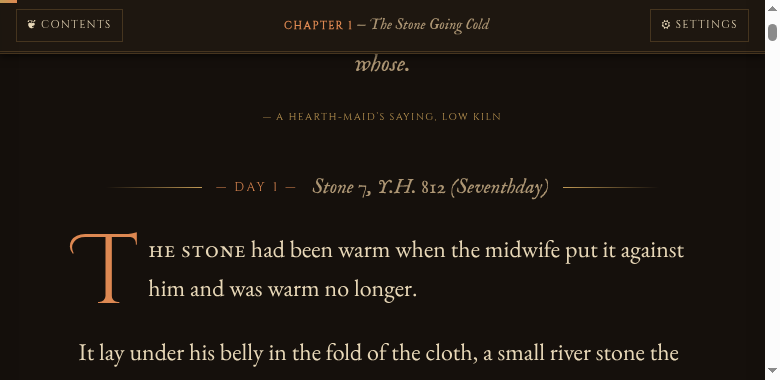 ❦ CONTENTS
CHAPTER 1 — The Stone Going Cold
⚙ SETTINGS
whose.
— A HEARTH-MAID'S SAYING, LOW KILN
— DAY 1 — Stone 7, Y.H. 812 (Seventhday)
THE STONE had been warm when the midwife put it against
him and was warm no longer.
It lay under his belly in the fold of the cloth, a small river stone the